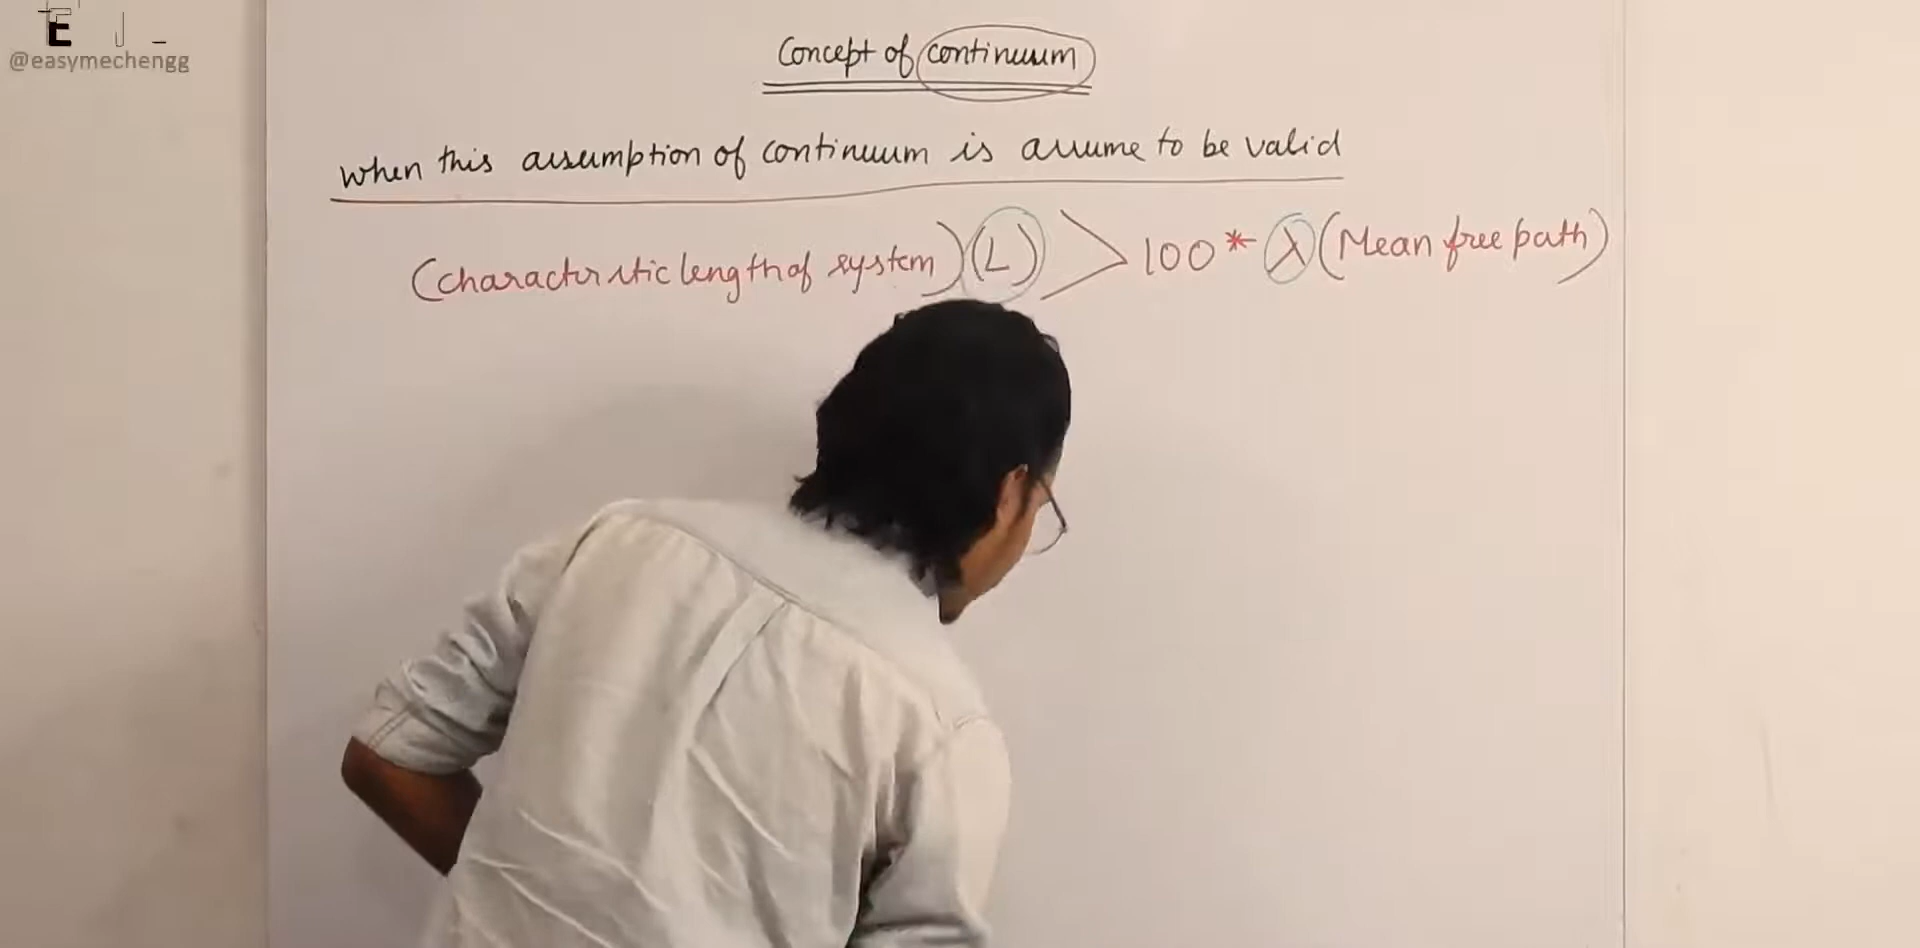 @easymechengg
Concept of continuum
when this assumption of continuum is assume to be valid
(characteristic length of system) (L) > 100 * λ (Mean free path)